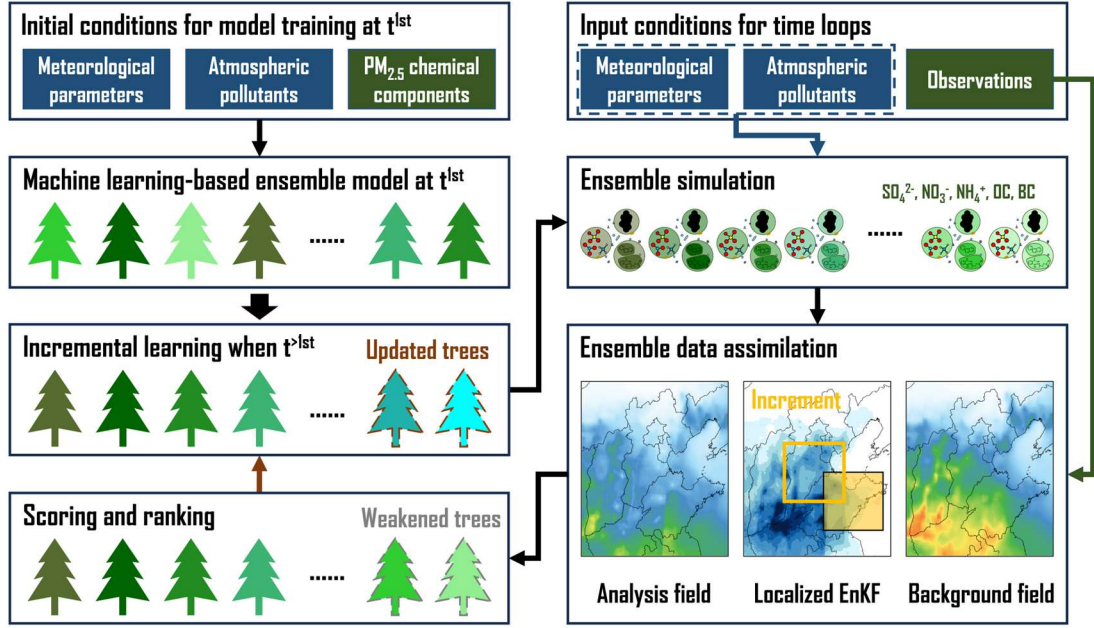 Initial conditions for model training at t^1st
Meteorological
parameters
Atmospheric
pollutants
PM2.5 chemical
components
Machine learning-based ensemble model at t^1st
......
Incremental learning when t^>1st
Updated trees
......
Scoring and ranking
Weakened trees
......
Input conditions for time loops
Meteorological
parameters
Atmospheric
pollutants
Observations
Ensemble simulation
SO₄²⁻, NO₃⁻, NH₄⁺, OC, BC
......
Ensemble data assimilation
Increment
Analysis field
Localized EnKF
Background field